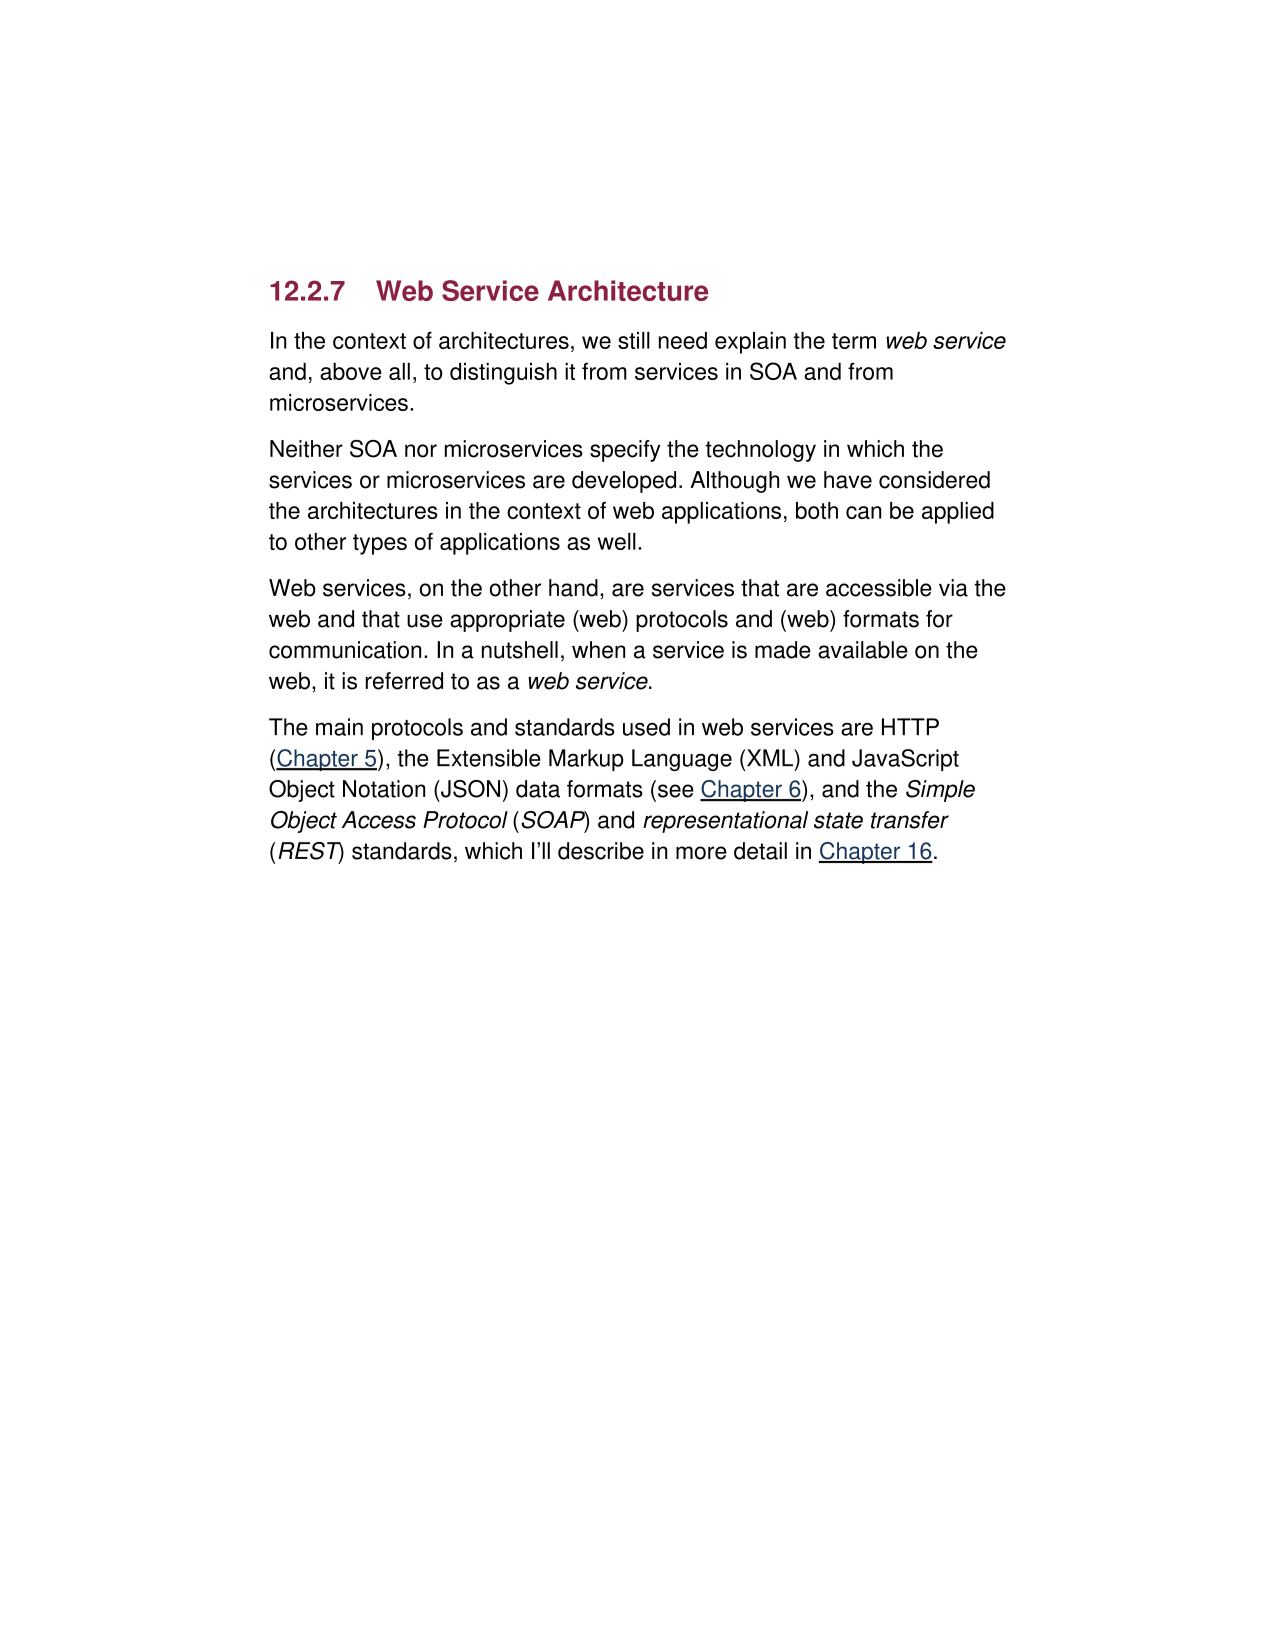 12.2.7 Web Service Architecture
In the context of architectures, we still need explain the term web service
and, above all, to distinguish it from services in SOA and from
microservices.
Neither SOA nor microservices specify the technology in which the
services or microservices are developed. Although we have considered
the architectures in the context of web applications, both can be applied
to other types of applications as well.
Web services, on the other hand, are services that are accessible via the
web and that use appropriate (web) protocols and (web) formats for
communication. In a nutshell, when a service is made available on the
web, it is referred to as a web service.
The main protocols and standards used in web services are HTTP
(Chapter 5), the Extensible Markup Language (XML) and JavaScript
Object Notation (JSON) data formats (see Chapter 6), and the Simple
Object Access Protocol (SOAP) and representational state transfer
(REST) standards, which I'll describe in more detail in Chapter 16.